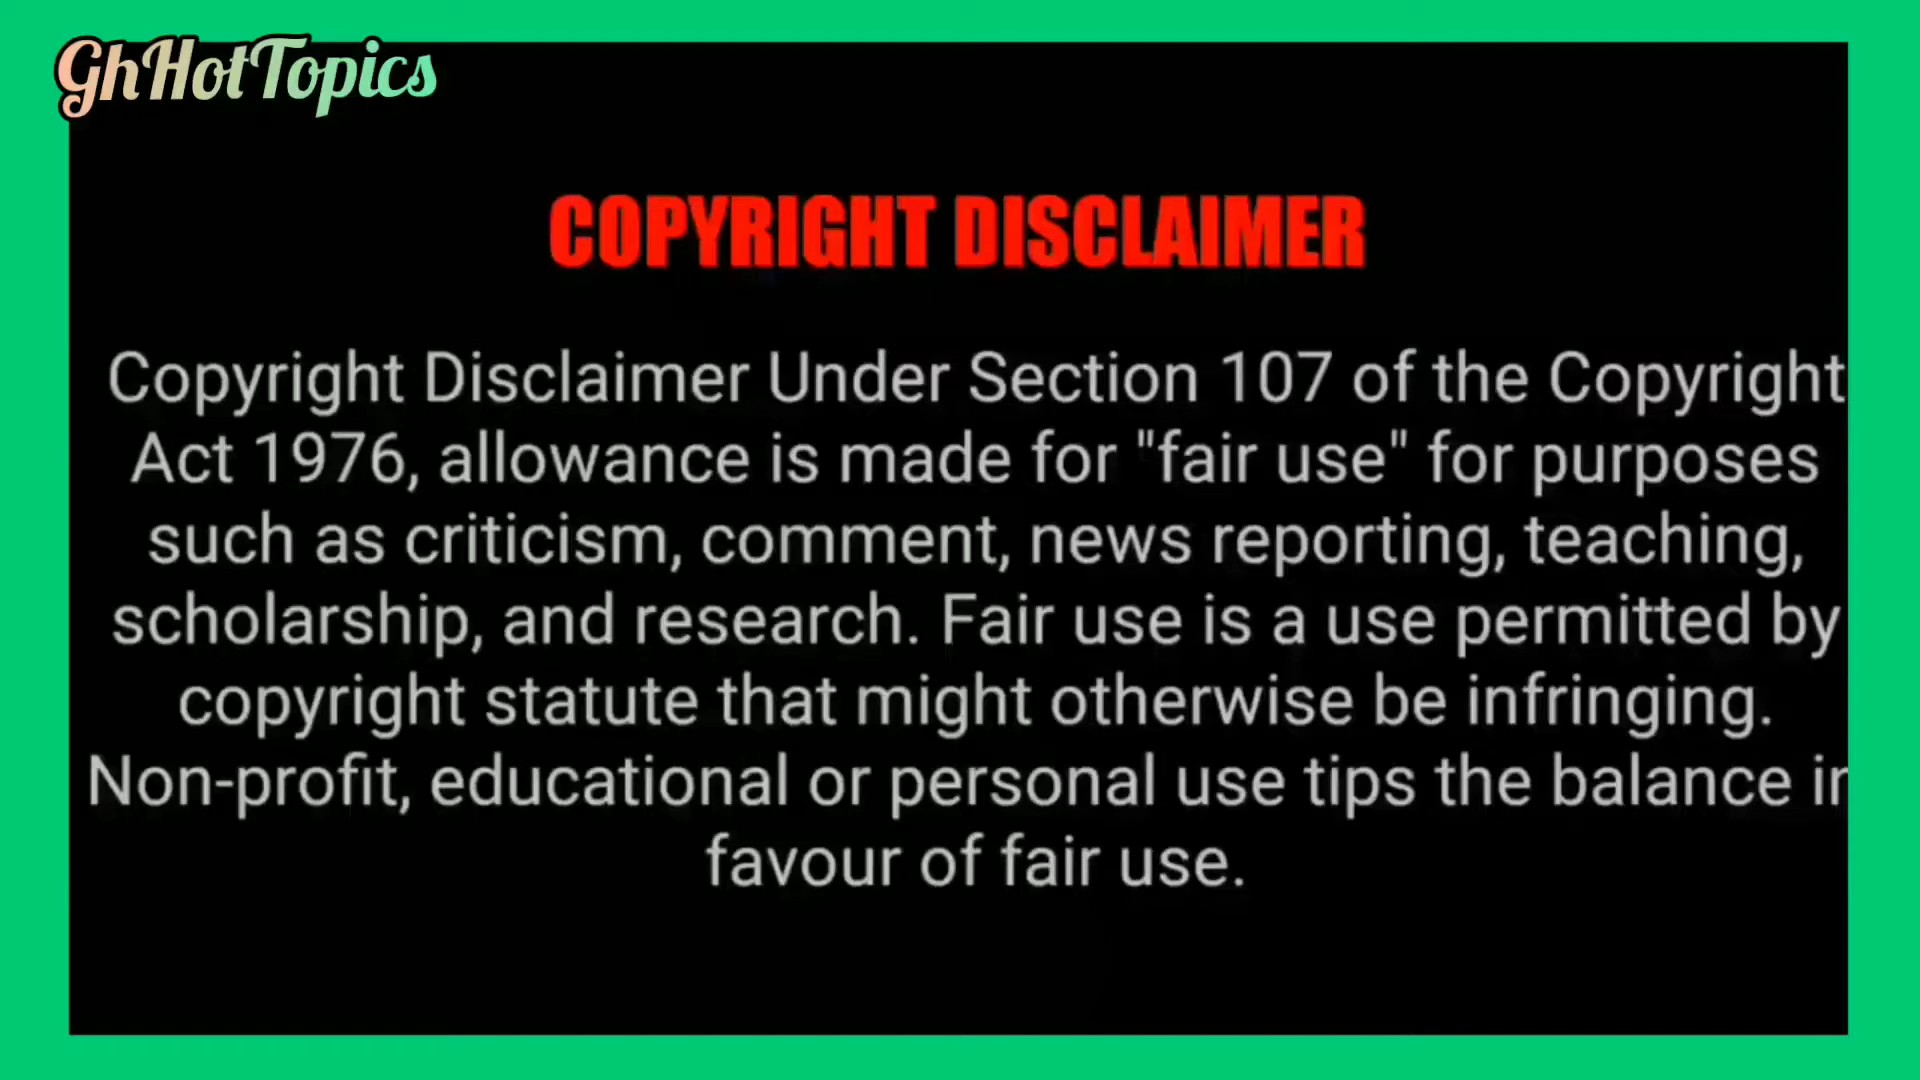 GhHotTopics
COPYRIGHT DISCLAIMER
Copyright Disclaimer Under Section 107 of the Copyright
Act 1976, allowance is made for "fair use" for purposes
such as criticism, comment, news reporting, teaching,
scholarship, and research. Fair use is a use permitted by
copyright statute that might otherwise be infringing.
Non-profit, educational or personal use tips the balance in
favour of fair use.